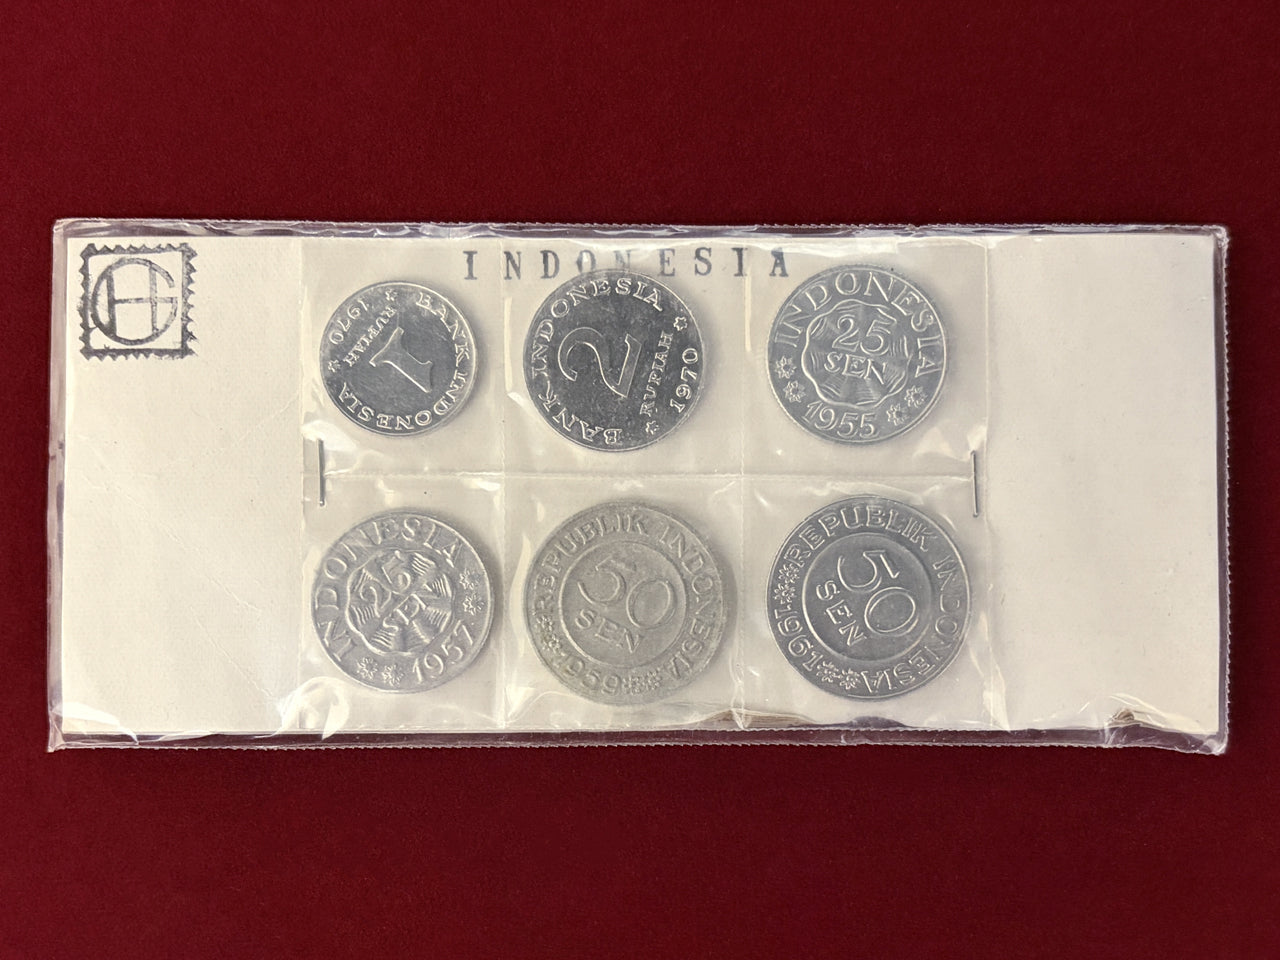 INDONESIA
GH
BANK INDONESIA
1
RUPIAH
1970
BANK INDONESIA
2
RUPIAH
1970
INDONESIA
25
SEN
1955
INDONESIA
25
SEN
1957
REPUBLIK INDONESIA
50
SEN
1959
REPUBLIK INDONESIA
50
SEN
1961